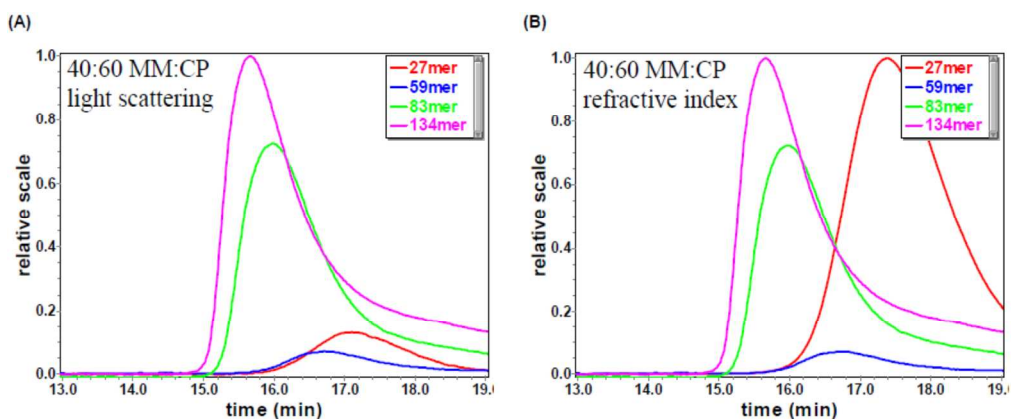 (A)
40:60 MM:CP
light scattering
27mer
59mer
83mer
134mer
relative scale
1.0
0.8
0.6
0.4
0.2
0.0
13.0 14.0 15.0 16.0 17.0 18.0 19.
time (min)
(B)
40:60 MM:CP
refractive index
27mer
59mer
83mer
134mer
relative scale
1.0
0.8
0.6
0.4
0.2
0.0
13.0 14.0 15.0 16.0 17.0 18.0 19.0
time (min)